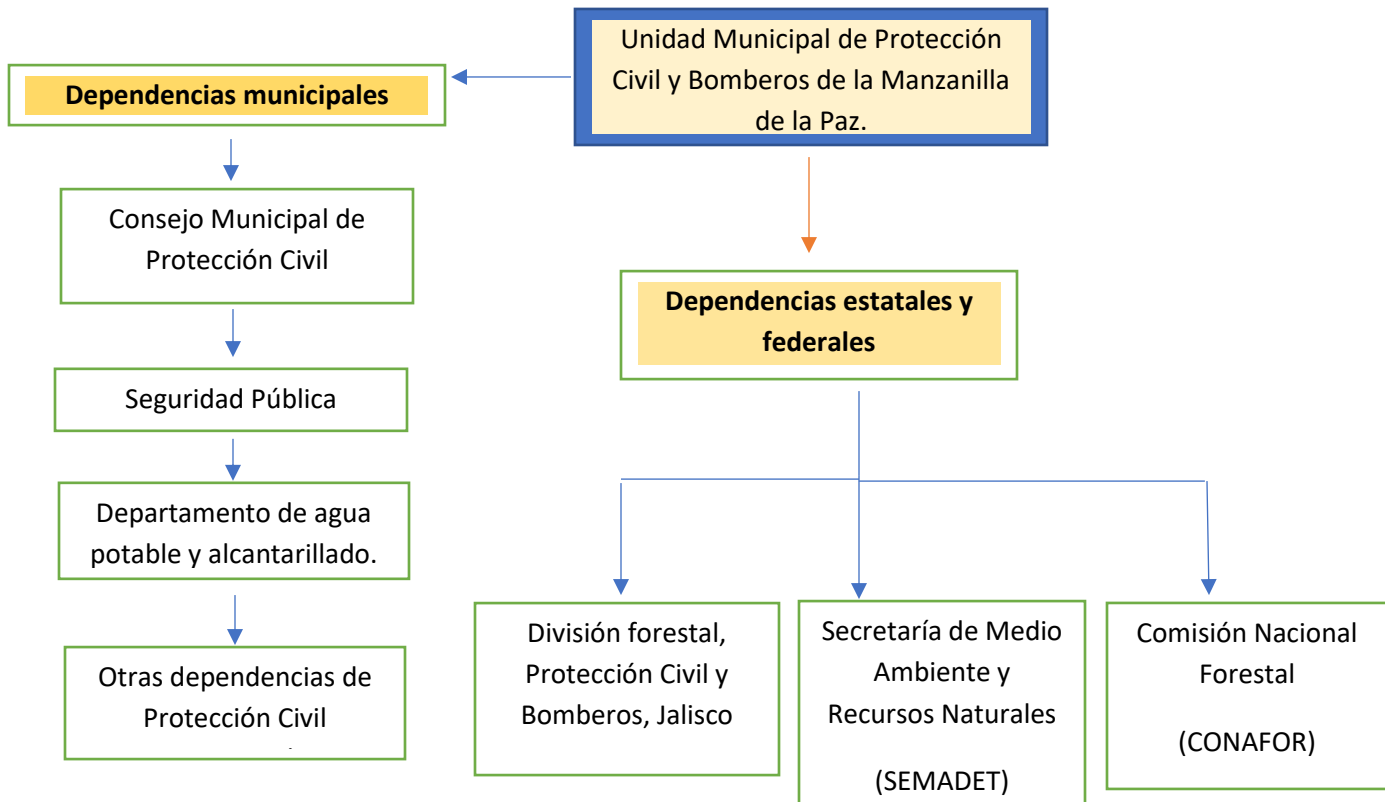 Unidad Municipal de Protección
Civil y Bomberos de la Manzanilla
de la Paz.
Dependencias municipales
Consejo Municipal de
Protección Civil
Seguridad Pública
Departamento de agua
potable y alcantarillado.
Otras dependencias de
Protección Civil
Dependencias estatales y
federales
División forestal,
Protección Civil y
Bomberos, Jalisco
Secretaría de Medio
Ambiente y
Recursos Naturales
(SEMADET)
Comisión Nacional
Forestal
(CONAFOR)